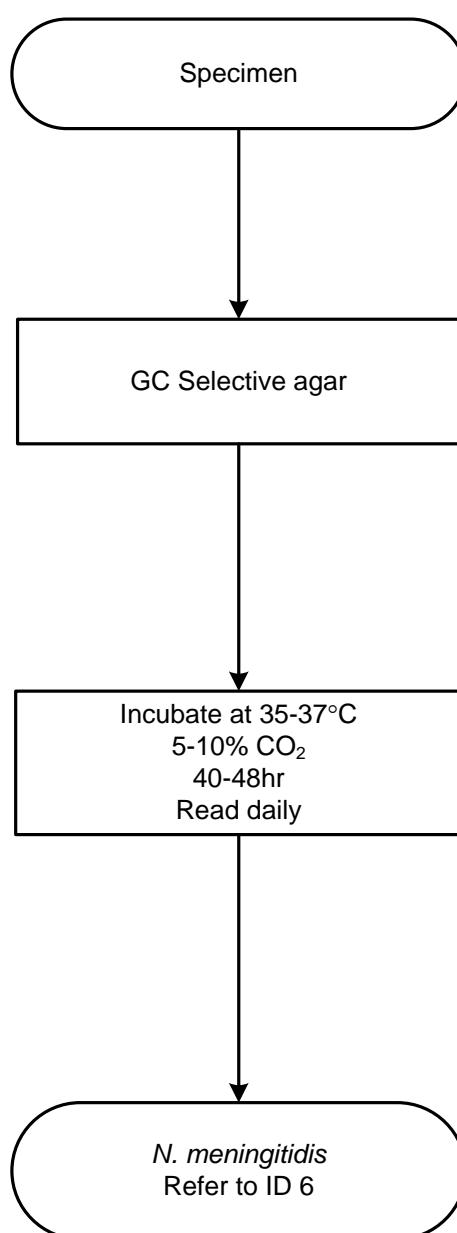 Specimen
GC Selective agar
Incubate at 35-37°C
5-10% CO₂
40-48hr
Read daily
N. meningitidis
Refer to ID 6